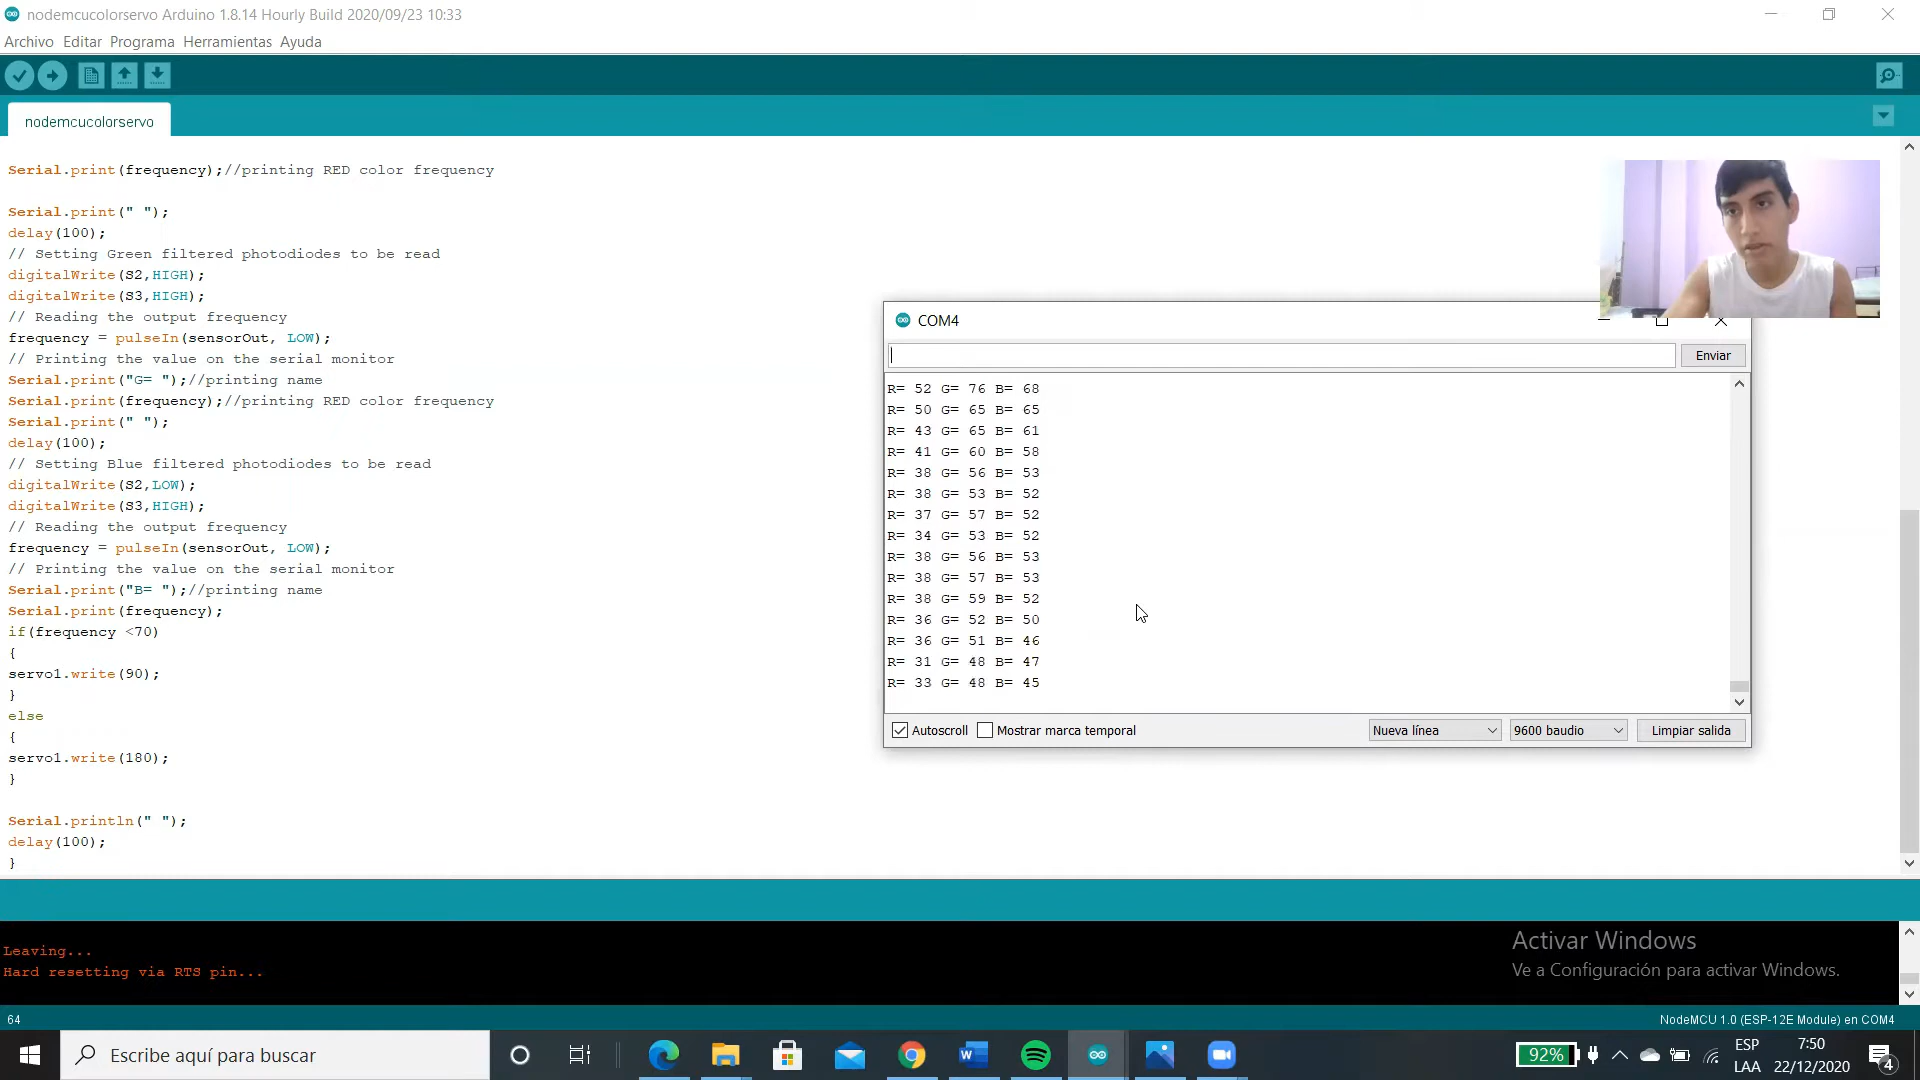 nodemcucolorservo Arduino 1.8.14 Hourly Build 2020/09/23 10:33
Archivo Editar Programa Herramientas Ayuda
nodemcucolorservo
Serial.print(frequency);//printing RED color frequency
Serial.print(" ");
delay(100);
// Setting Green filtered photodiodes to be read
digitalWrite(S2,HIGH);
digitalWrite(S3,HIGH);
// Reading the output frequency
frequency = pulseIn(sensorOut, LOW);
// Printing the value on the serial monitor
Serial.print("G= ");//printing name
Serial.print(frequency);//printing RED color frequency
Serial.print(" ");
delay(100);
// Setting Blue filtered photodiodes to be read
digitalWrite(S2,LOW);
digitalWrite(S3,HIGH);
// Reading the output frequency
frequency = pulseIn(sensorOut, LOW);
// Printing the value on the serial monitor
Serial.print("B= ");//printing name
Serial.print(frequency);
if(frequency <70)
{
servo1.write(90);
}
else
{
servo1.write(180);
}
Serial.println(" ");
delay(100);
}
COM4
Enviar
R= 52 G= 76 B= 68
R= 50 G= 65 B= 65
R= 43 G= 65 B= 61
R= 41 G= 60 B= 58
R= 38 G= 56 B= 53
R= 38 G= 53 B= 52
R= 37 G= 57 B= 52
R= 34 G= 53 B= 52
R= 38 G= 56 B= 53
R= 38 G= 57 B= 53
R= 38 G= 59 B= 52
R= 36 G= 52 B= 50
R= 36 G= 51 B= 46
R= 31 G= 48 B= 47
R= 33 G= 48 B= 45
Autoscroll Mostrar marca temporal Nueva línea 9600 baudio Limpiar salida
Leaving...
Hard resetting via RTS pin...
Activar Windows
Ve a Configuración para activar Windows.
64 NodeMCU 1.0 (ESP-12E Module) en COM4
Escribe aquí para buscar
92%
ESP
LAA
7:50
22/12/2020
4